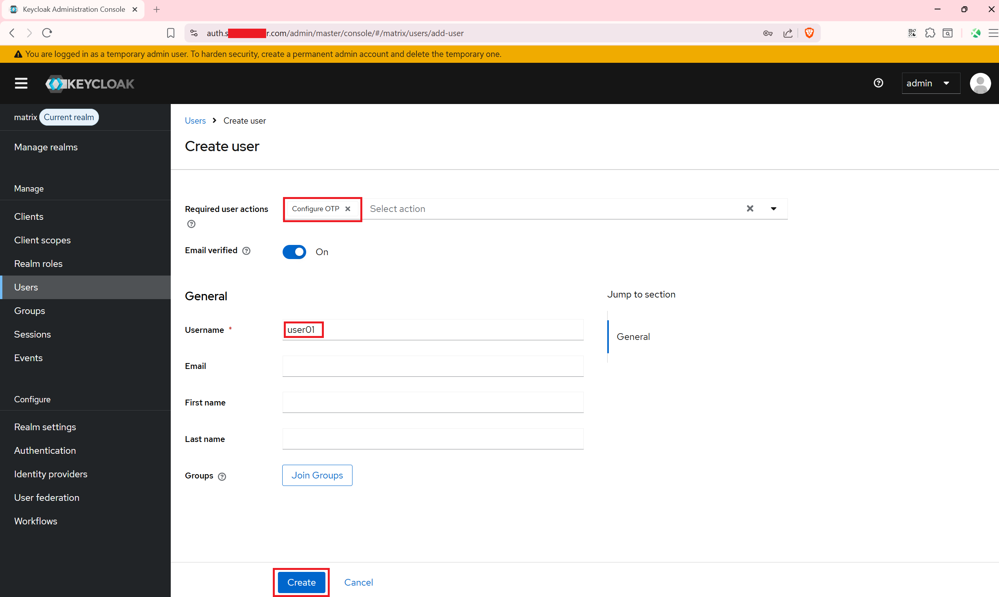 Keycloak Administration Console
auth.s r.com/admin/master/console/#/matrix/users/add-user
You are logged in as a temporary admin user. To harden security, create a permanent admin account and delete the temporary one.
KEYCLOAK
admin
matrix Current realm
Manage realms
Manage
Clients
Client scopes
Realm roles
Users
Groups
Sessions
Events
Configure
Realm settings
Authentication
Identity providers
User federation
Workflows
Users > Create user
Create user
Required user actions
Configure OTP
Select action
Email verified
On
General
Username *
user01
Email
First name
Last name
Groups
Join Groups
Jump to section
General
Create
Cancel